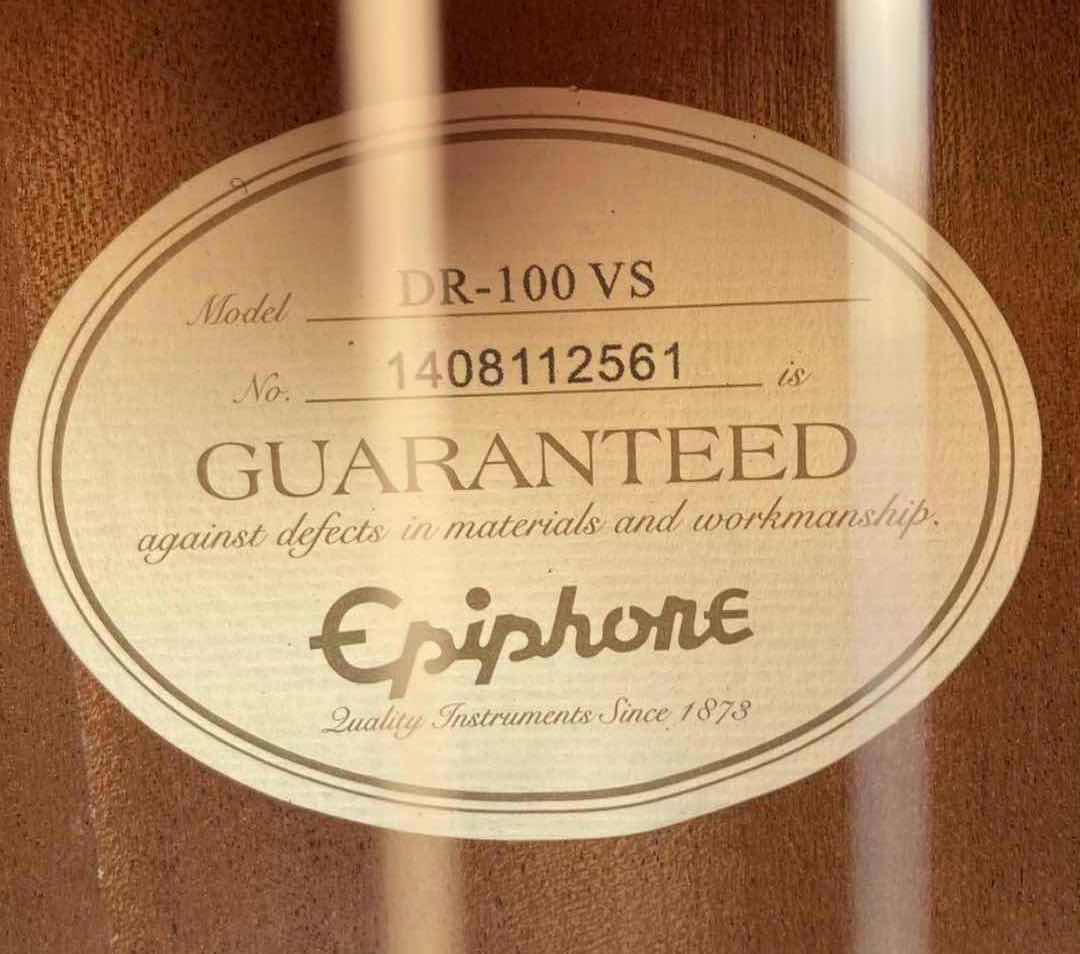 Model DR-100 VS
No. 1408112561 is
GUARANTEED
against defects in materials and workmanship.
Epiphone
Quality Instruments Since 1873